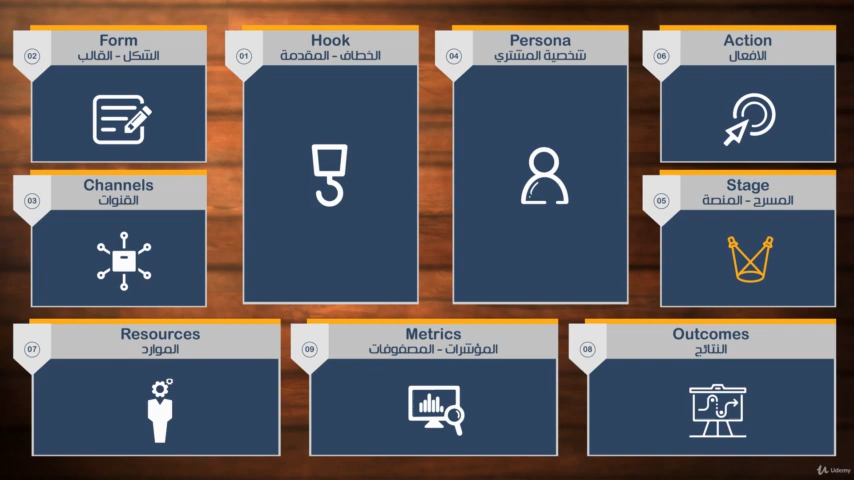 02
Form
الشكل - القالب
01
Hook
الخطاف - المقدمة
04
Persona
شخصية المشتري
06
Action
الافعال
03
Channels
القنوات
05
Stage
المسرح - المنصة
07
Resources
الموارد
09
Metrics
المؤشرات - المصفوفات
08
Outcomes
النتائج
Udemy